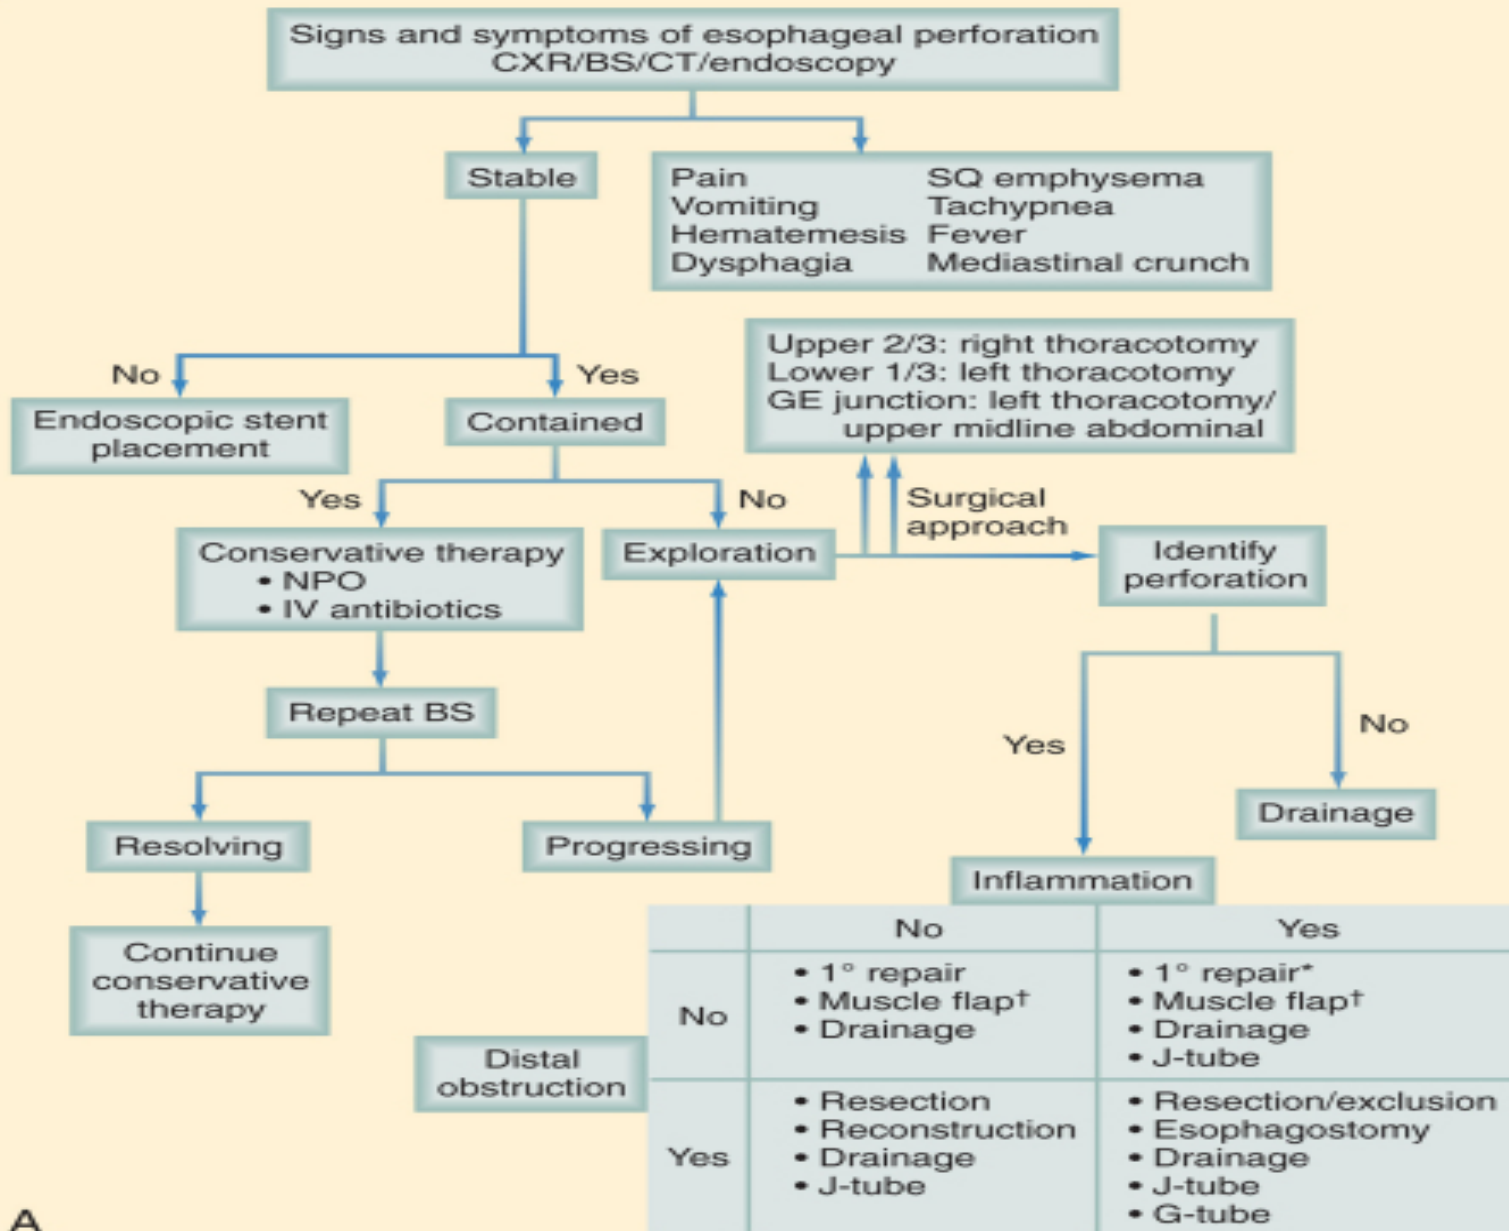 Signs and symptoms of esophageal perforation
CXR/BS/CT/endoscopy
Stable
Pain SQ emphysema
Vomiting Tachypnea
Hematemesis Fever
Dysphagia Mediastinal crunch
Upper 2/3: right thoracotomy
Lower 1/3: left thoracotomy
GE junction: left thoracotomy/
upper midline abdominal
No
Yes
Endoscopic stent
placement
Contained
Yes
No
Surgical
approach
Conservative therapy
• NPO
• IV antibiotics
Exploration
Identify
perforation
Repeat BS
Yes
No
Drainage
Resolving
Progressing
Inflammation
Continue
conservative
therapy
No Yes
No
• 1° repair
• Muscle flap†
• Drainage
• 1° repair*
• Muscle flap†
• Drainage
• J-tube
Distal
obstruction
Yes
• Resection
• Reconstruction
• Drainage
• J-tube
• Resection/exclusion
• Esophagostomy
• Drainage
• J-tube
• G-tube
A